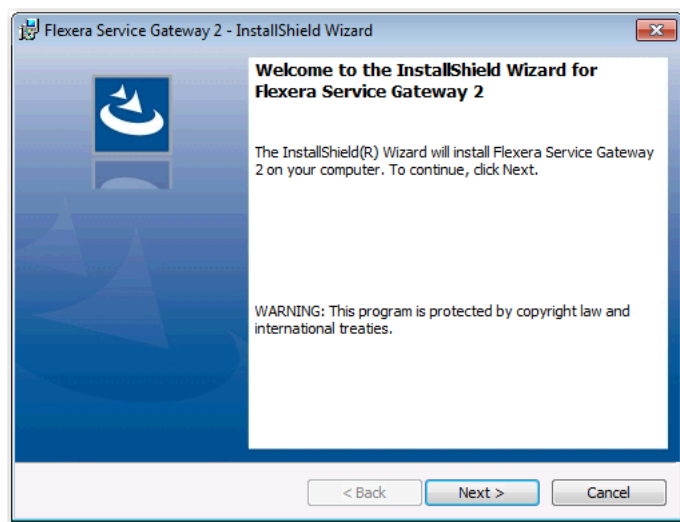 Flexera Service Gateway 2 - InstallShield Wizard
Welcome to the InstallShield Wizard for
Flexera Service Gateway 2
The InstallShield(R) Wizard will install Flexera Service Gateway
2 on your computer. To continue, click Next.
WARNING: This program is protected by copyright law and
international treaties.
< Back Next > Cancel